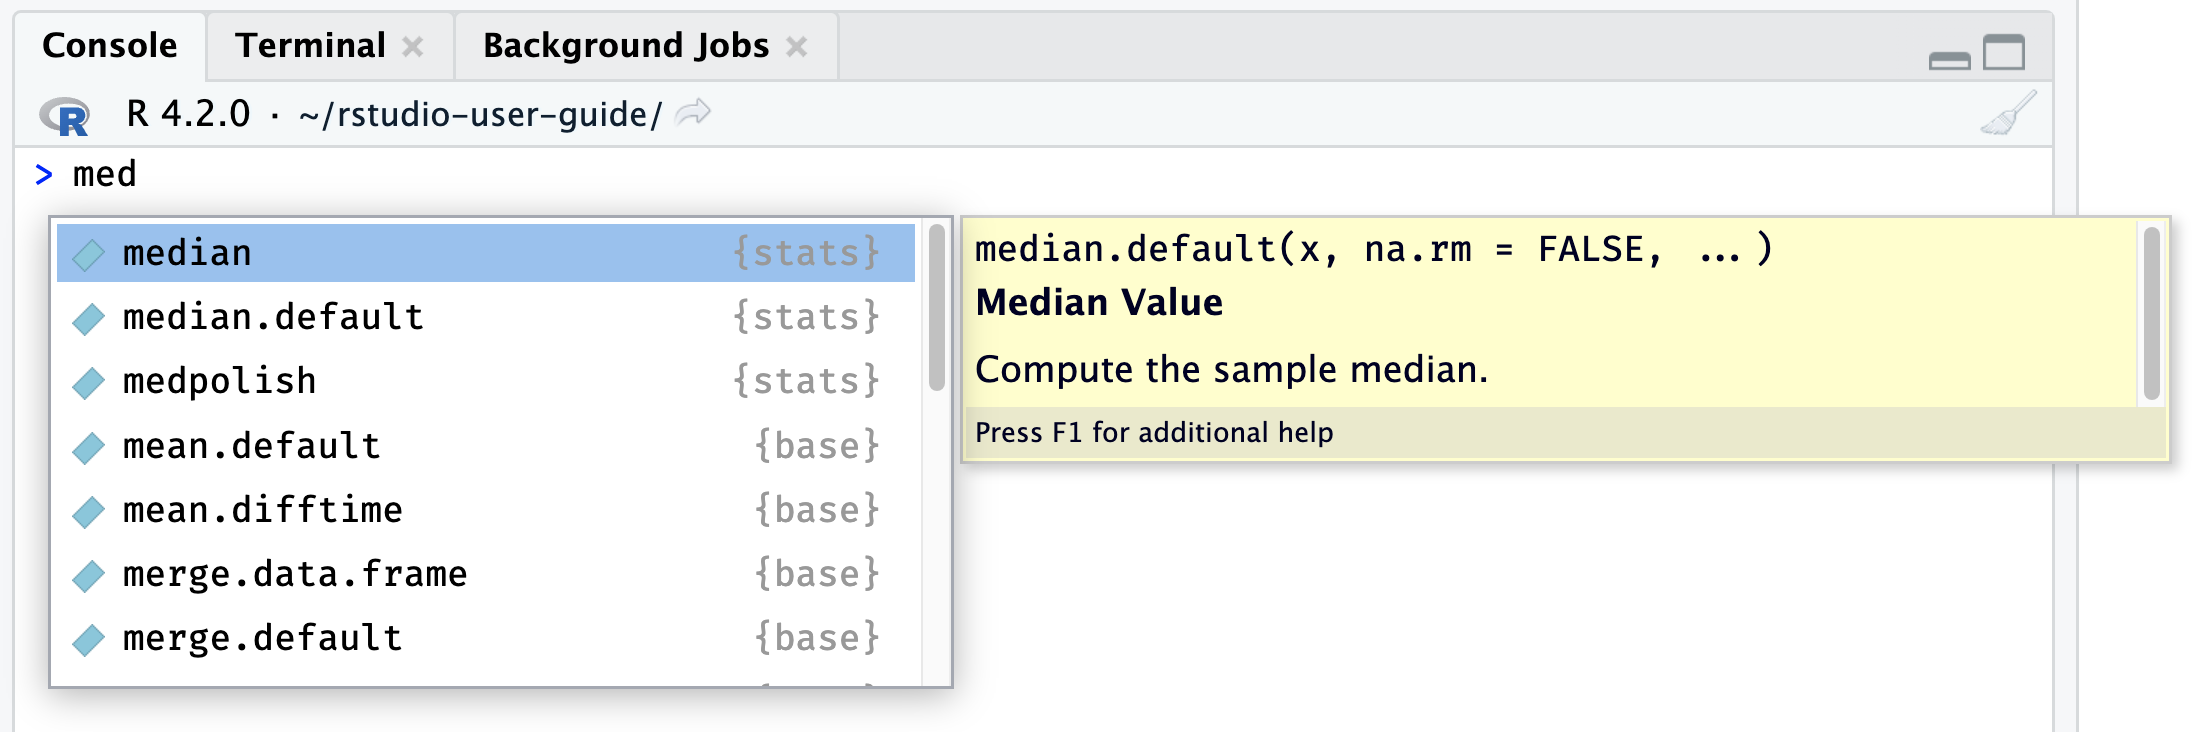 Console Terminal × Background Jobs ×
R R 4.2.0 · ~/rstudio-user-guide/
> med
median {stats}
median.default {stats}
medpolish {stats}
mean.default {base}
mean.difftime {base}
merge.data.frame {base}
merge.default {base}
median.default(x, na.rm = FALSE, ...)
Median Value
Compute the sample median.
Press F1 for additional help